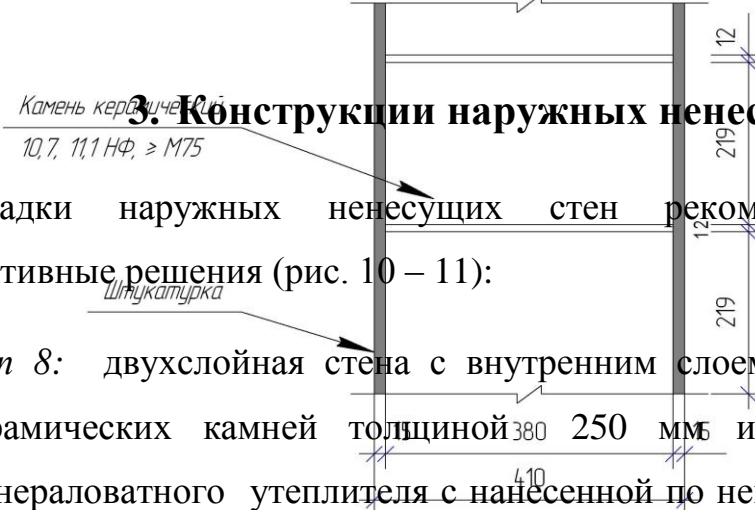 12
Камень керамический
3. Конструкции наружных ненес
10,7, 11,1 НФ, ≥ М75
219
адки наружных ненесущих стен реком
12
тивные решения (рис. 10 – 11):
Штукатурка
219
т 8: двухслойная стена с внутренним слоем
рамических камней толщиной 250 мм и
15 380 15
410
нераловатного утеплителя с нанесенной по не